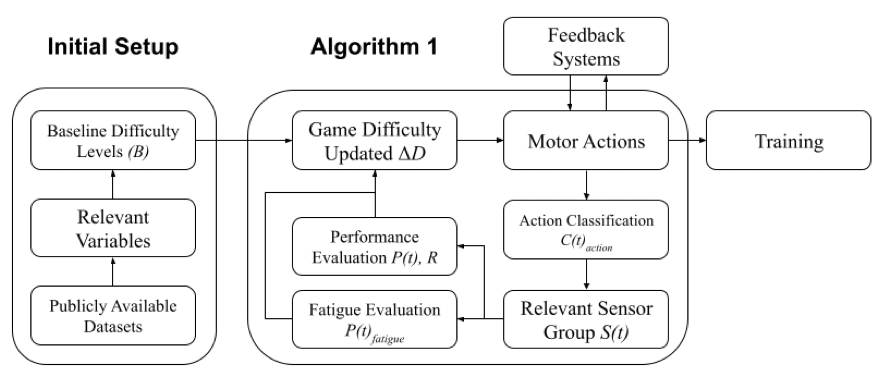 Initial Setup
Algorithm 1
Feedback
Systems
Baseline Difficulty
Levels (B)
Game Difficulty
Updated ΔD
Motor Actions
Training
Relevant
Variables
Performance
Evaluation P(t), R
Action Classification
C(t)action
Publicly Available
Datasets
Fatigue Evaluation
P(t)fatigue
Relevant Sensor
Group S(t)